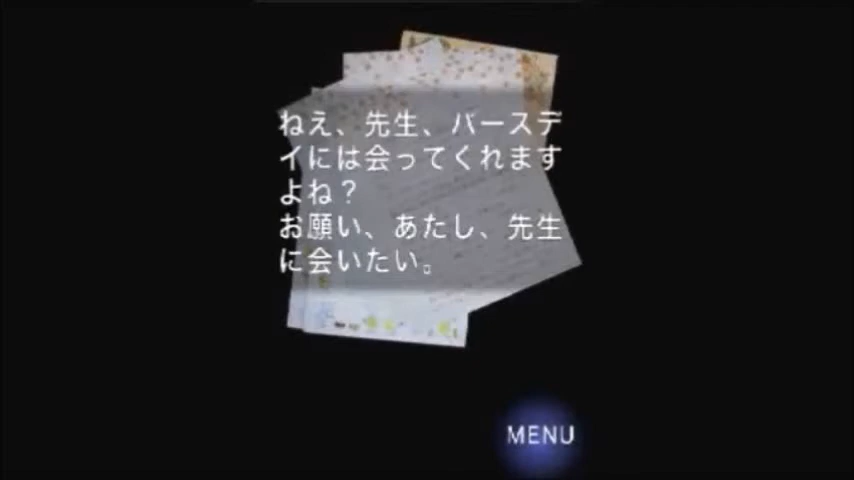 ねえ、先生、バースデ
イには会ってくれます
よね？
お願い、あたし、先生
に会いたい。
MENU